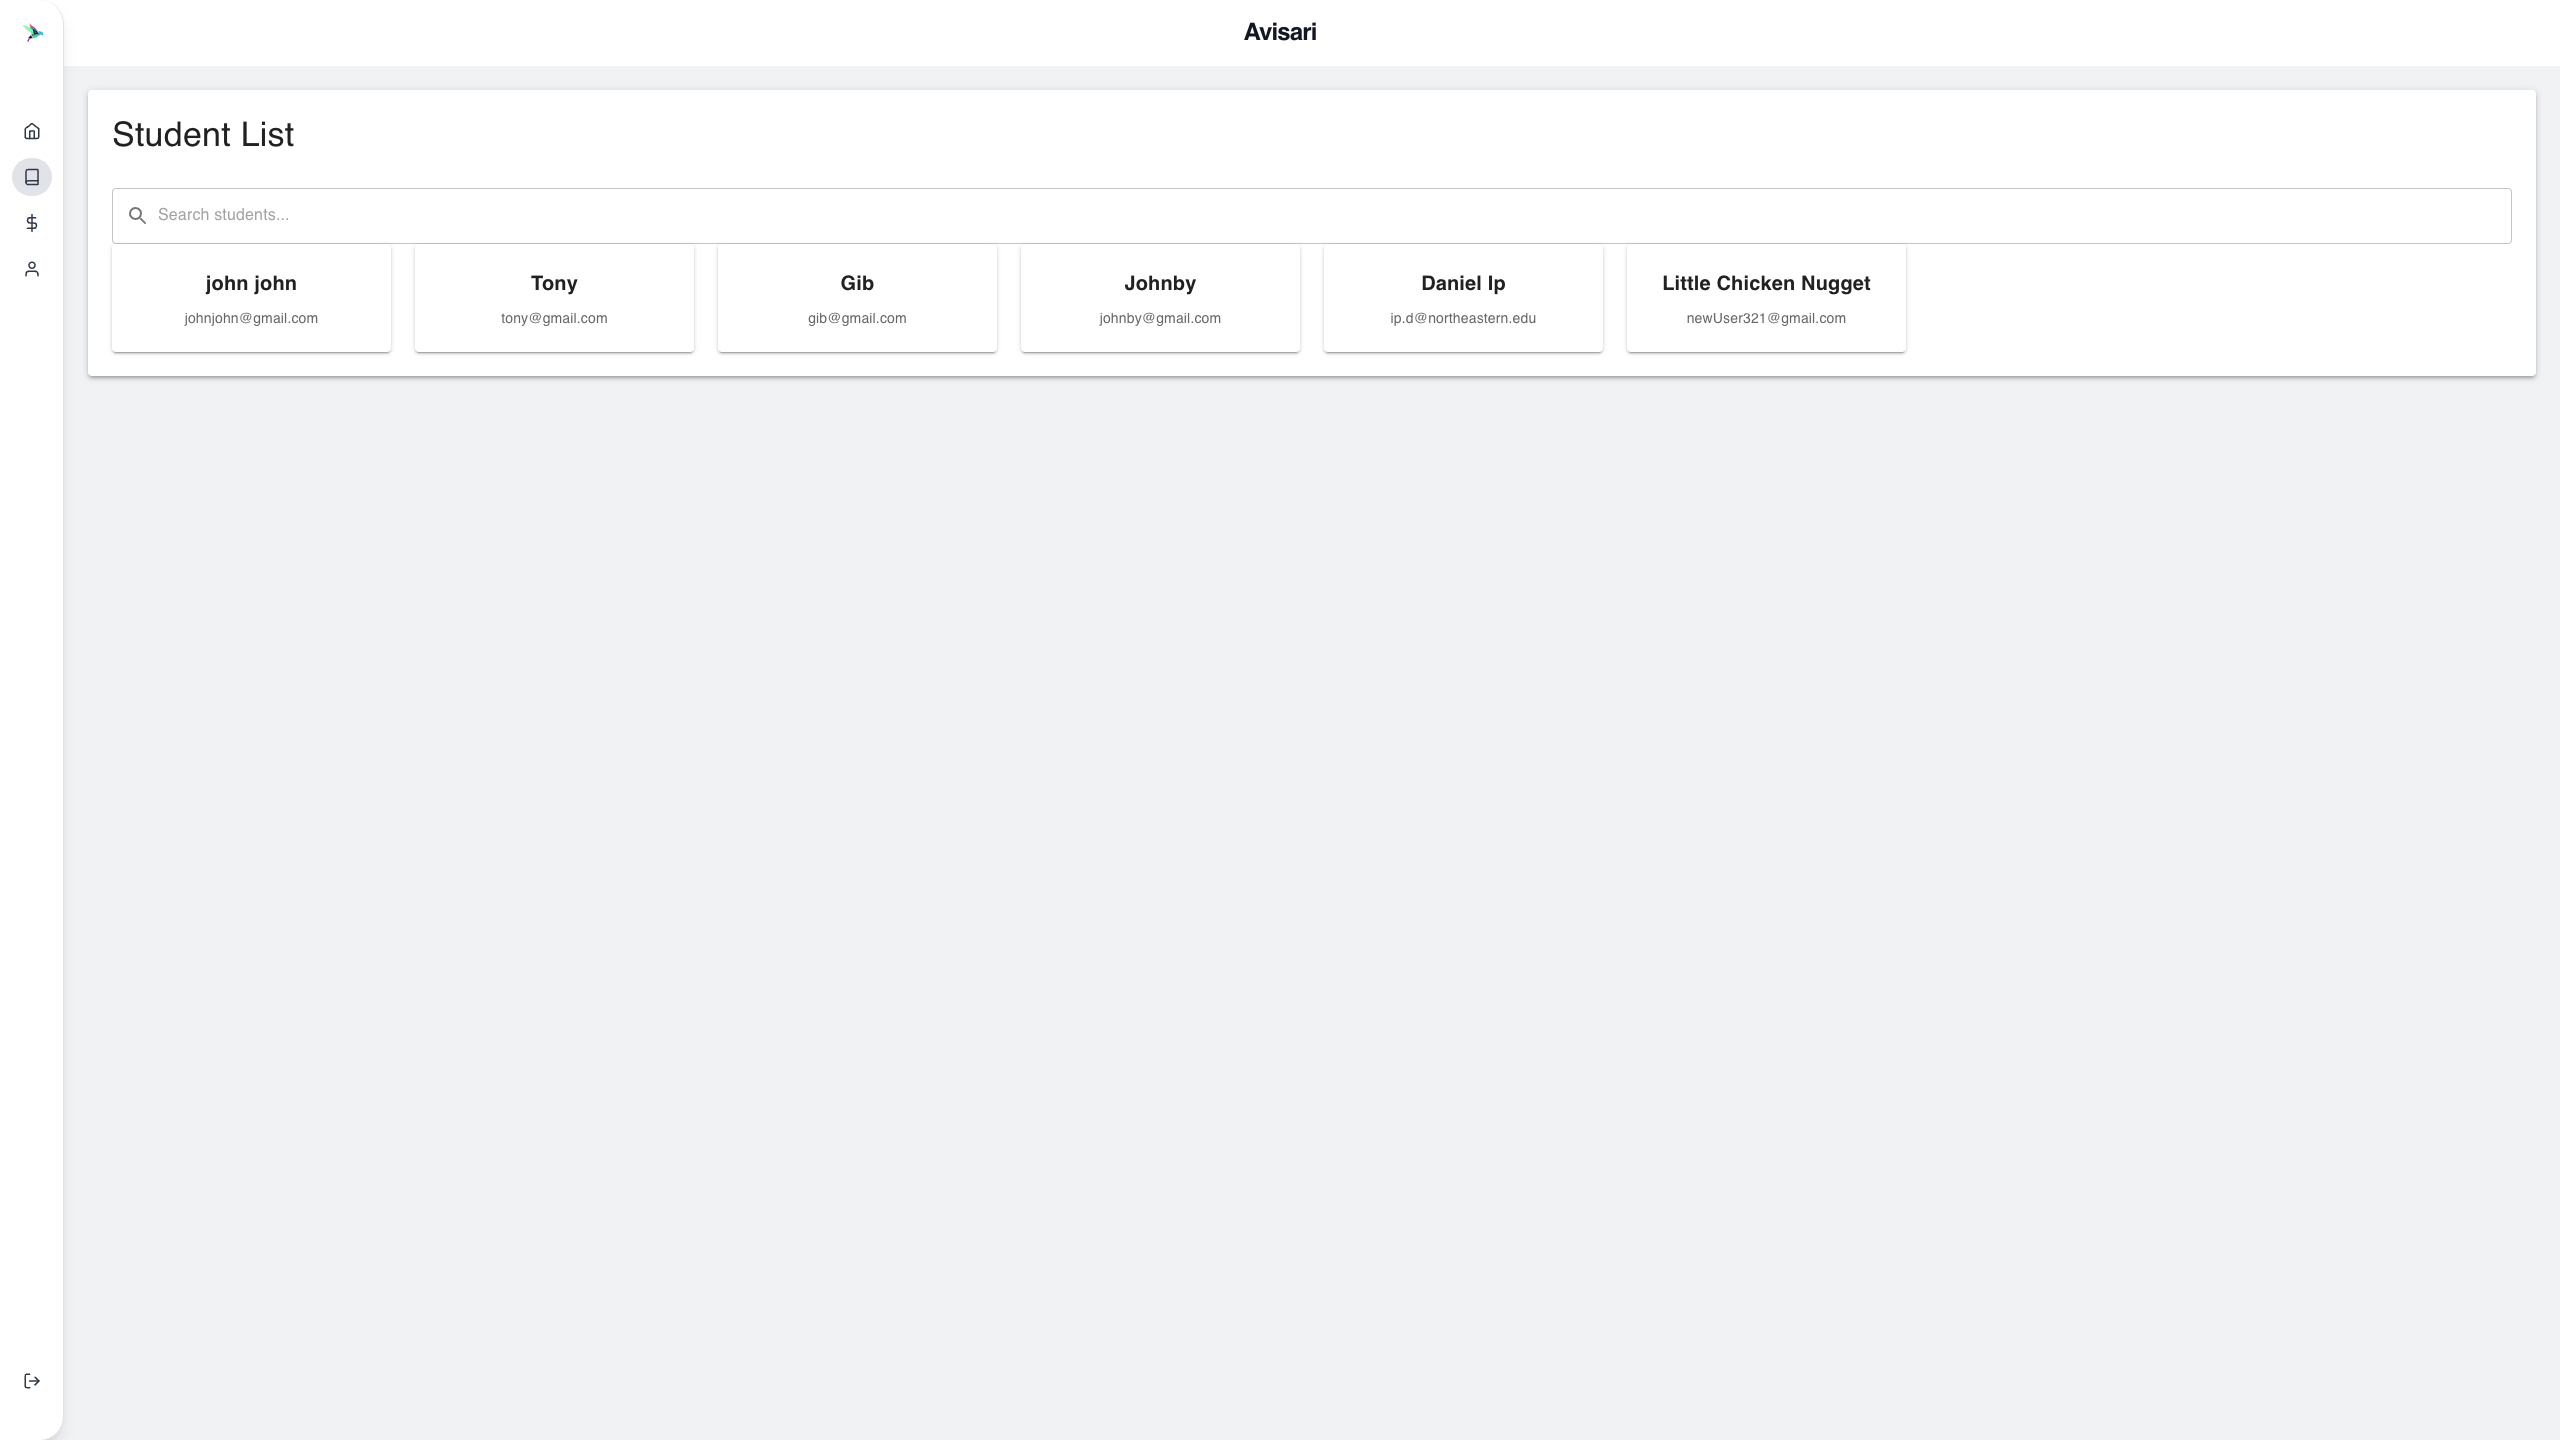 Avisari
Student List
Search students...
john john
johnjohn@gmail.com
Tony
tony@gmail.com
Gib
gib@gmail.com
Johnby
johnby@gmail.com
Daniel Ip
ip.d@northeastern.edu
Little Chicken Nugget
newUser321@gmail.com